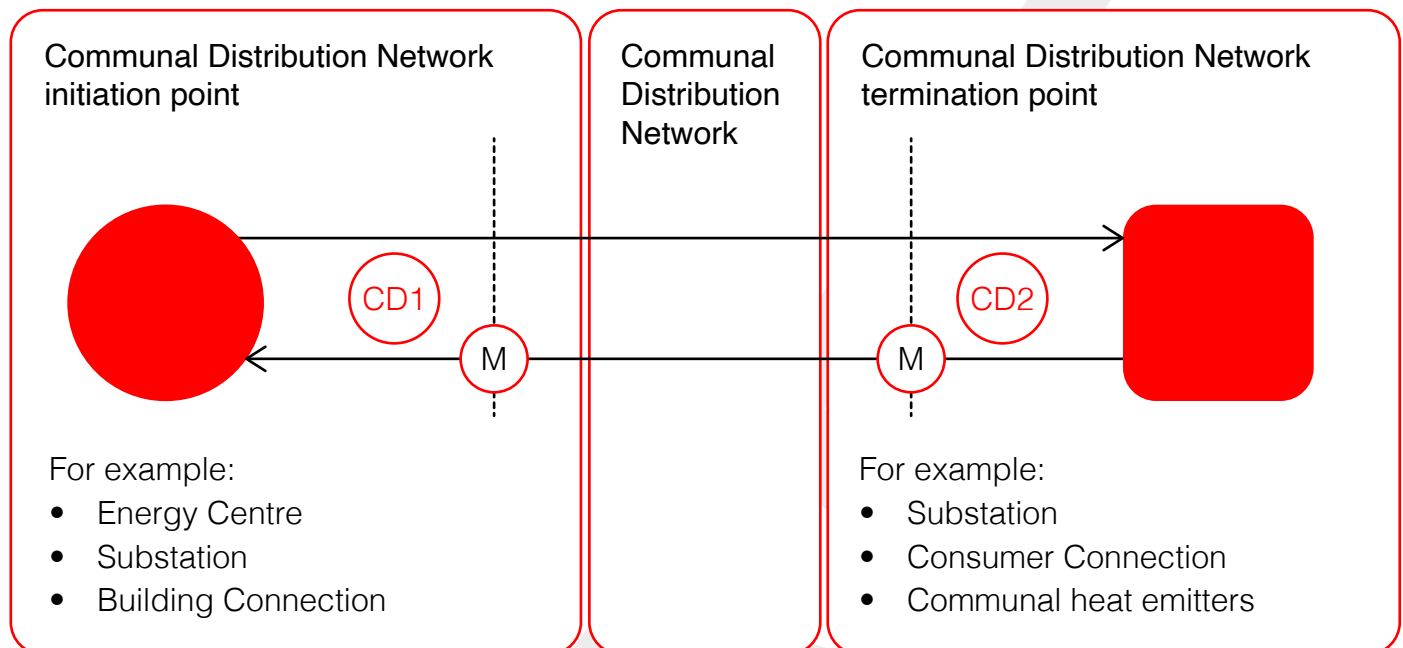 Communal Distribution Network
initiation point
Communal
Distribution
Network
Communal Distribution Network
termination point
CD1
CD2
M
M
For example:
• Energy Centre
• Substation
• Building Connection
For example:
• Substation
• Consumer Connection
• Communal heat emitters